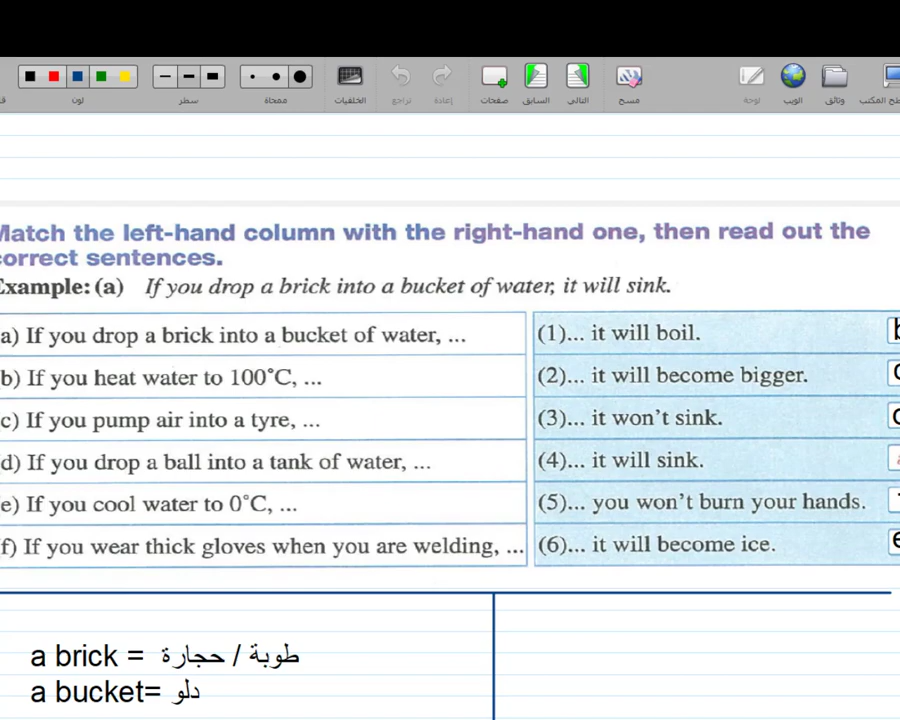 لون
سطر
ممحاة
الخلفيات
تراجع
إعادة
صفحات
السابق
التالي
مسح
لوحة
الويب
وثائق
طح المكتب
Match the left-hand column with the right-hand one, then read out the
correct sentences.
Example: (a) If you drop a brick into a bucket of water, it will sink.
a) If you drop a brick into a bucket of water, ...
(1)... it will boil.
b) If you heat water to 100°C, ...
(2)... it will become bigger.
c) If you pump air into a tyre, ...
(3)... it won't sink.
d) If you drop a ball into a tank of water, ...
(4)... it will sink.
e) If you cool water to 0°C, ...
(5)... you won't burn your hands.
(f) If you wear thick gloves when you are welding, ...
(6)... it will become ice.
a brick = طوبة / حجارة
a bucket= دلو